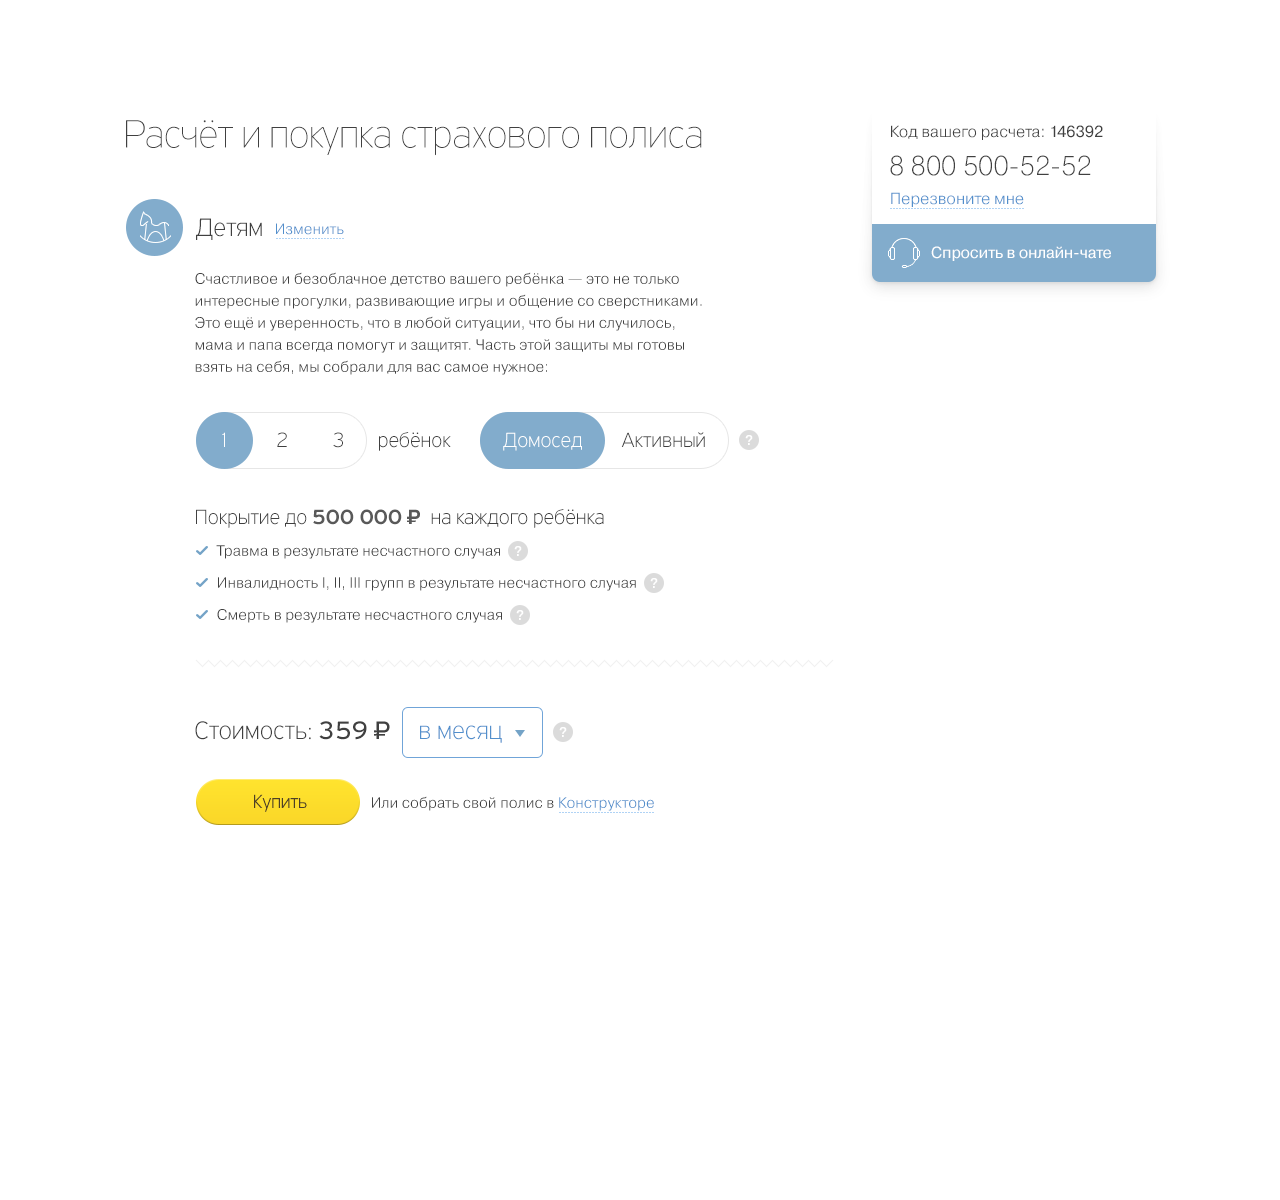 Расчёт и покупка страхового полиса
Код вашего расчета: 146392
8 800 500-52-52
Перезвоните мне
Спросить в онлайн-чате
Детям Изменить
Счастливое и безоблачное детство вашего ребёнка — это не только
интересные прогулки, развивающие игры и общение со сверстниками.
Это ещё и уверенность, что в любой ситуации, что бы ни случилось,
мама и папа всегда помогут и защитят. Часть этой защиты мы готовы
взять на себя, мы собрали для вас самое нужное:
1 2 3 ребёнок Домосед Активный ?
Покрытие до 500 000 ₽ на каждого ребёнка
Травма в результате несчастного случая ?
Инвалидность I, II, III групп в результате несчастного случая ?
Смерть в результате несчастного случая ?
Стоимость: 359 ₽ в месяц ?
Купить Или собрать свой полис в Конструкторе